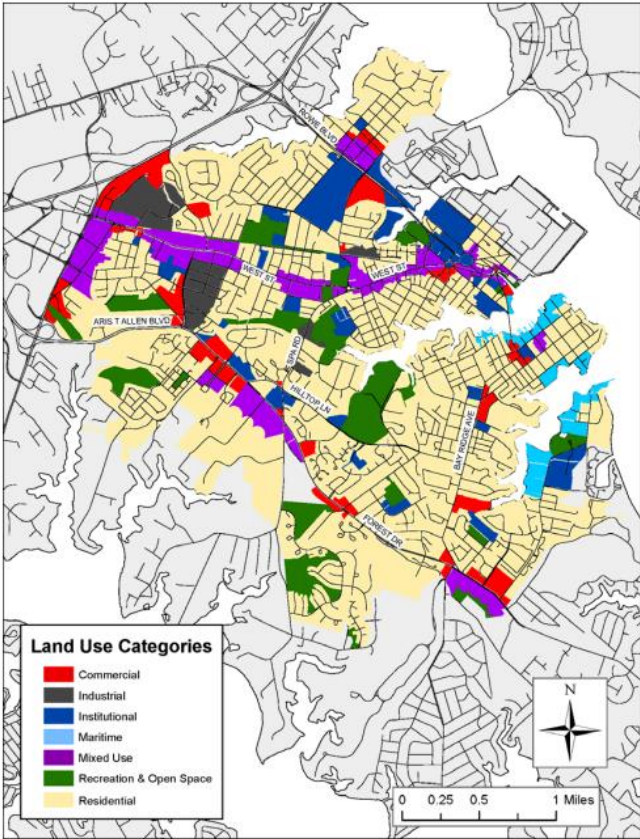 ROWE BLVD
WEST ST.
WEST ST.
ARIS T ALLEN BLVD
SPA RD
HILLTOP LN
BAY RIDGE AVE
FOREST DR
Land Use Categories
Commercial
Industrial
Institutional
Maritime
Mixed Use
Recreation & Open Space
Residential
N
0 0.25 0.5 1 Miles